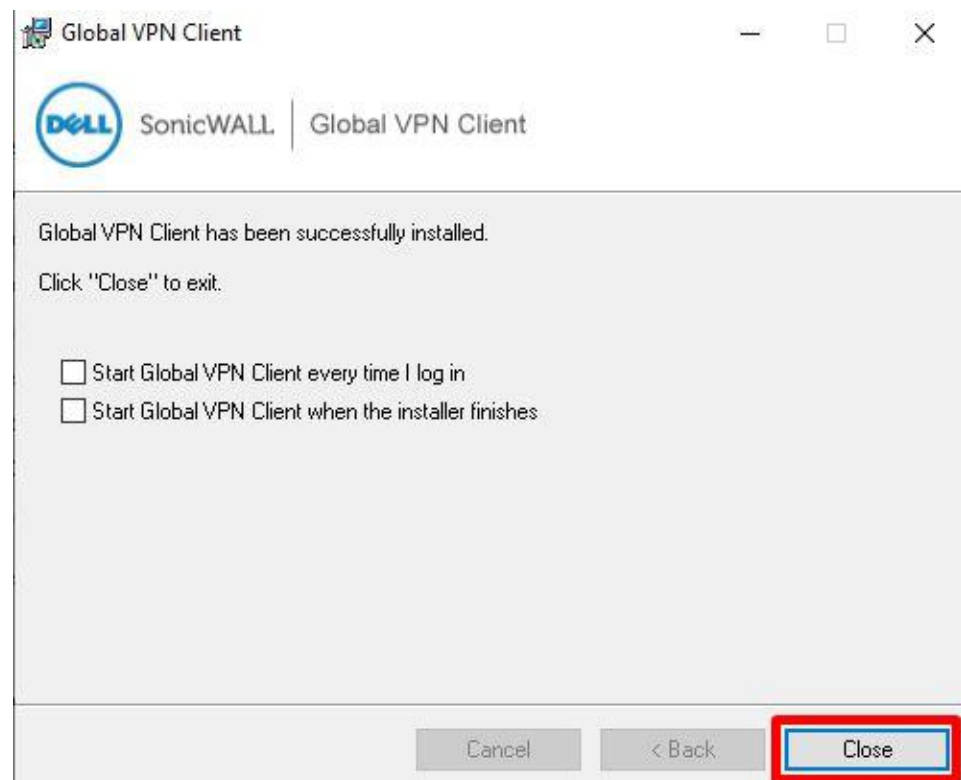 Global VPN Client
DELL SonicWALL Global VPN Client
Global VPN Client has been successfully installed.
Click "Close" to exit.
Start Global VPN Client every time I log in
Start Global VPN Client when the installer finishes
Cancel < Back Close